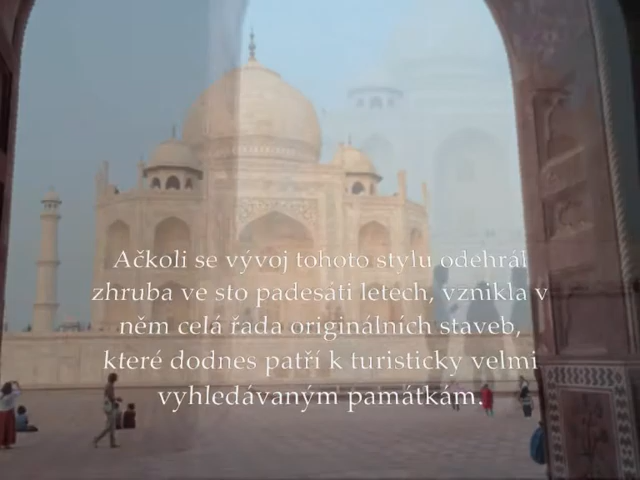 Ačkoli se vývoj tohoto stylu odehrál
zhruba ve sto padesáti letech, vznikla v
něm celá řada originálních staveb,
které dodnes patří k turisticky velmi
vyhledávaným památkám.